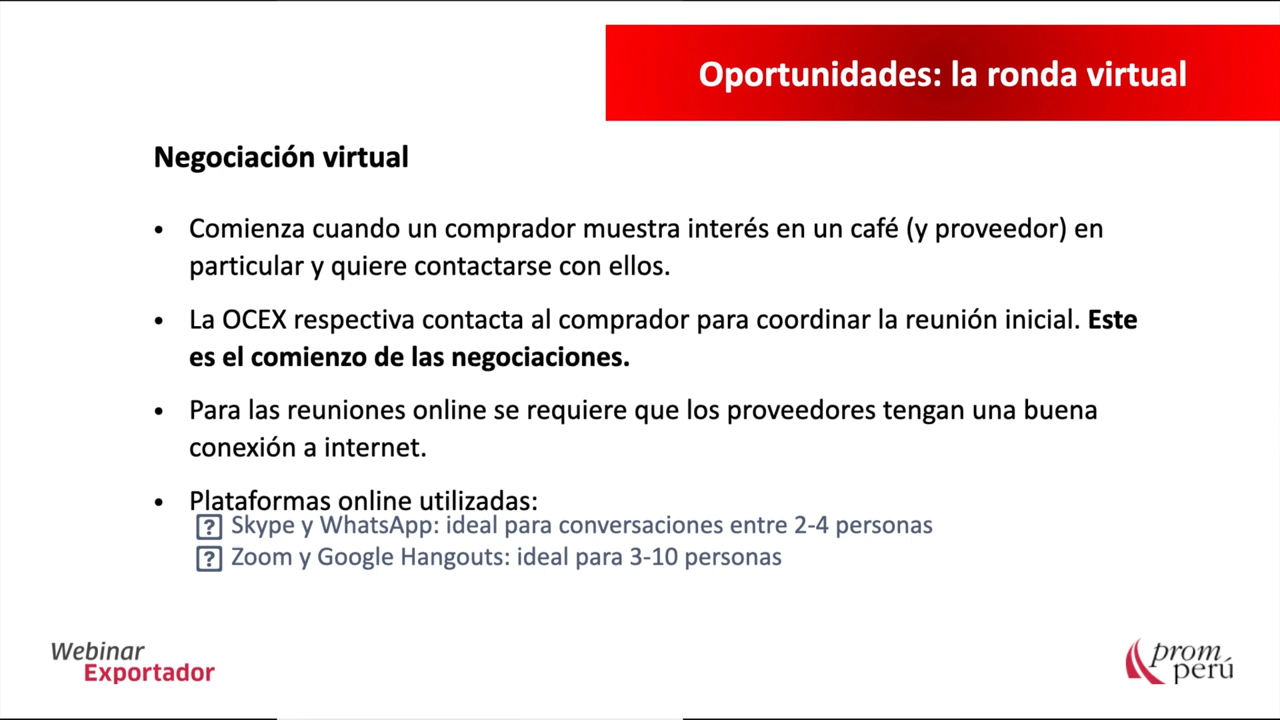 Oportunidades: la ronda virtual
Negociación virtual
• Comienza cuando un comprador muestra interés en un café (y proveedor) en
particular y quiere contactarse con ellos.
• La OCEX respectiva contacta al comprador para coordinar la reunión inicial. Este
es el comienzo de las negociaciones.
• Para las reuniones online se requiere que los proveedores tengan una buena
conexión a internet.
• Plataformas online utilizadas:
? Skype y WhatsApp: ideal para conversaciones entre 2-4 personas
? Zoom y Google Hangouts: ideal para 3-10 personas
Webinar
Exportador
prom
perú